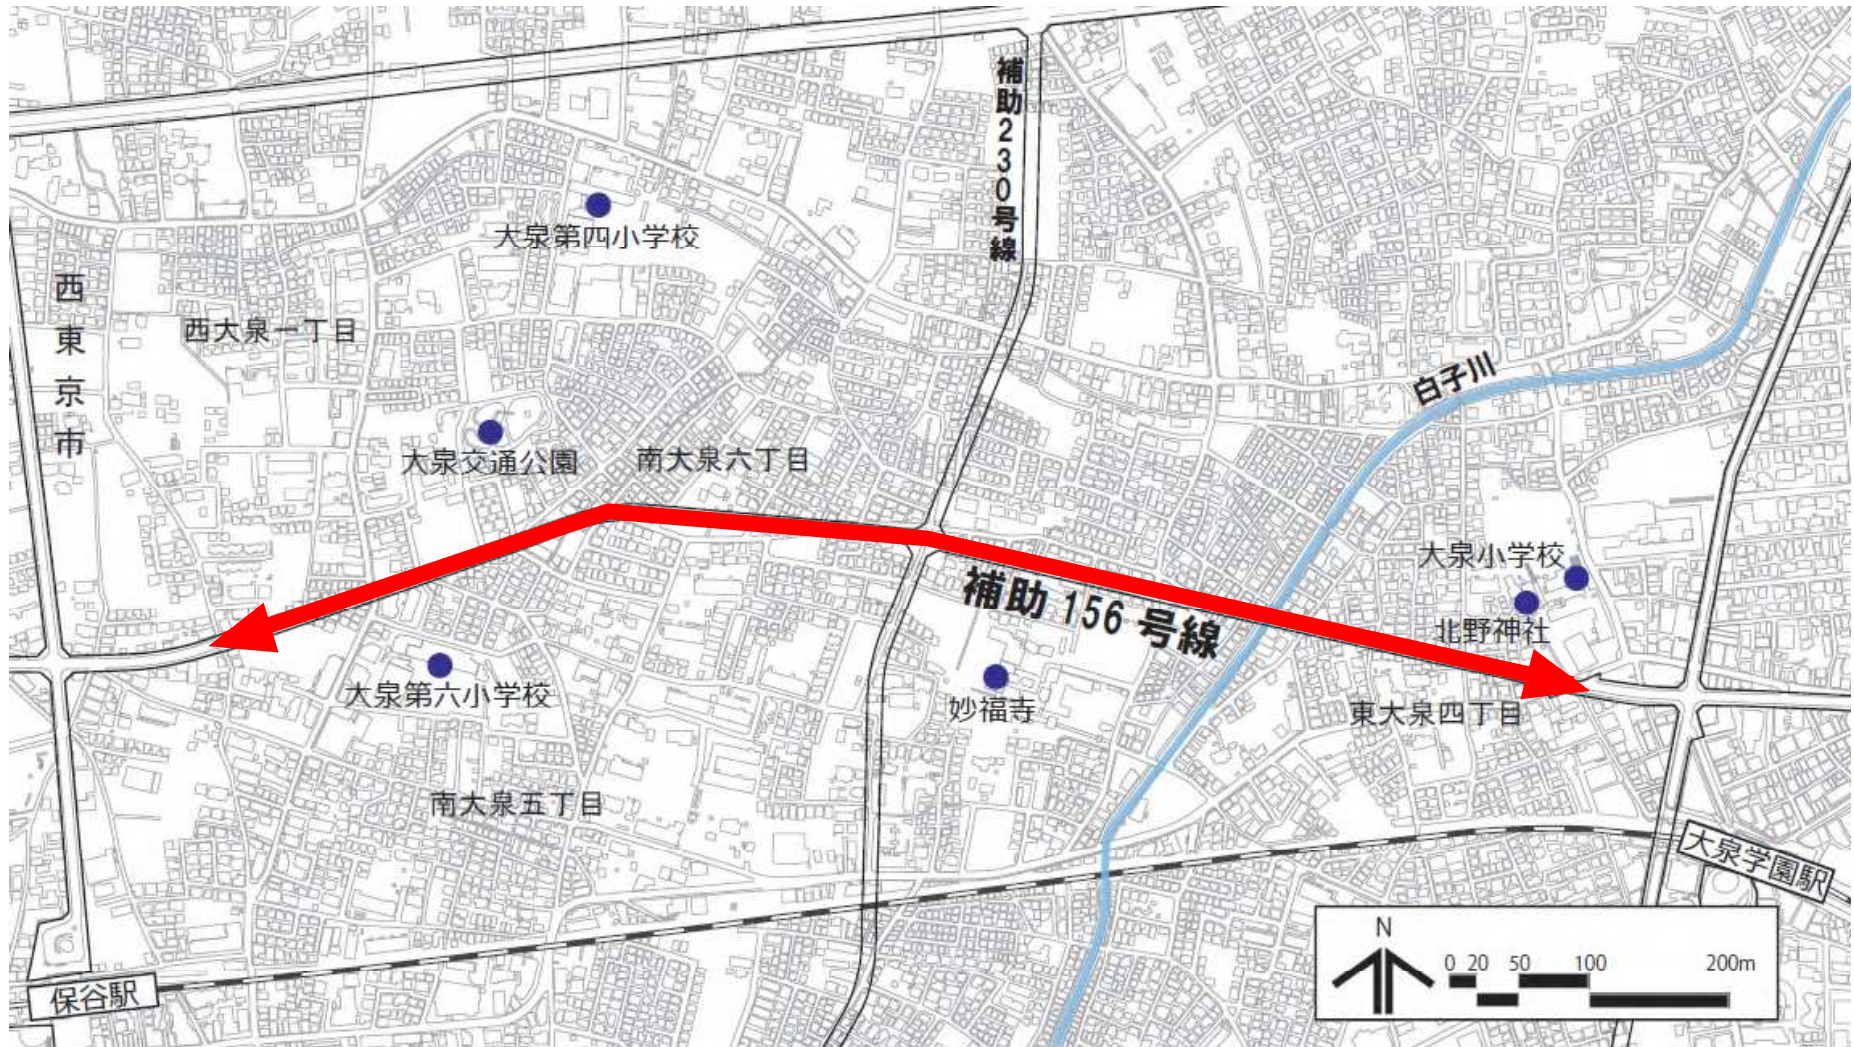 補助230号線
大泉第四小学校
西東京市
西大泉一丁目
白子川
大泉交通公園
南大泉六丁目
大泉小学校
補助156号線
北野神社
大泉第六小学校
妙福寺
東大泉四丁目
南大泉五丁目
大泉学園駅
N
0 20 50 100 200m
保谷駅